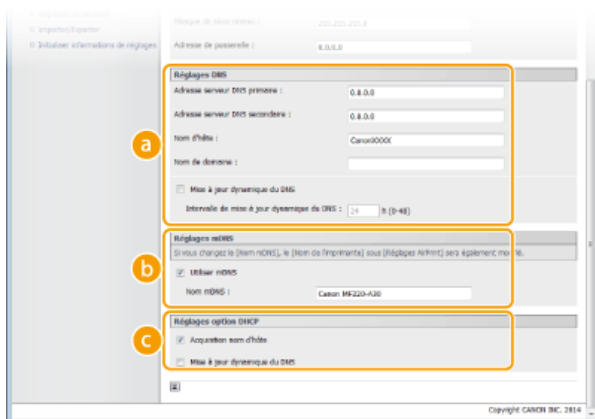 Importer/Exporter
Masque de sous-réseau :
255.255.255.0
Initialiser informations de réglages
Adresse de passerelle :
0.0.0.0
Réglages DNS
Adresse serveur DNS primaire :
0.0.0.0
Adresse serveur DNS secondaire :
0.0.0.0
a
Nom d'hôte :
CanonXXXX
Nom de domaine :
Mise à jour dynamique du DNS
Intervalle de mise à jour dynamique du DNS : 24 h (0-48)
Réglages mDNS
Si vous changez le [Nom mDNS], le [Nom de l'imprimante] sous [Réglages AirPrint] sera également modifié.
b
Utiliser mDNS
Nom mDNS :
Canon MF220-A30
Réglages option DHCP
c
Acquisition nom d'hôte
Mise à jour dynamique du DNS
Copyright CANON INC. 2014